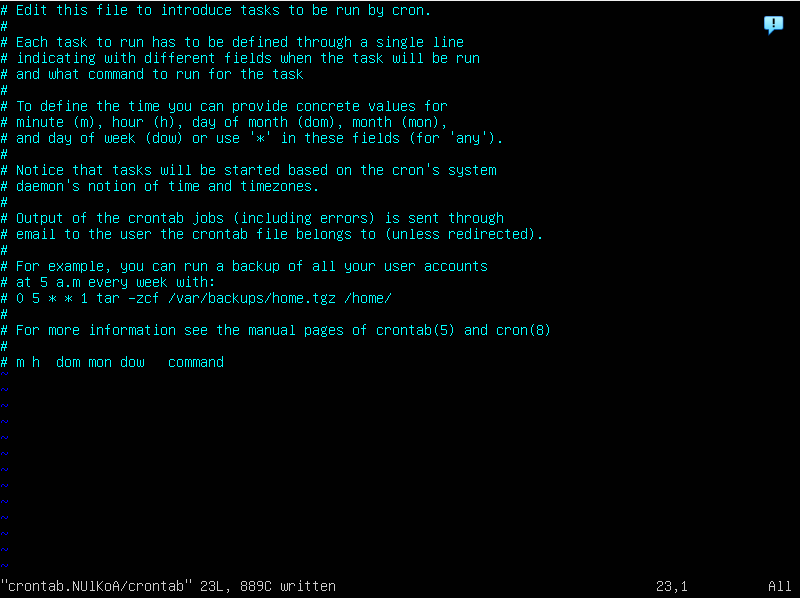 # Edit this file to introduce tasks to be run by cron.
#
# Each task to run has to be defined through a single line
# indicating with different fields when the task will be run
# and what command to run for the task
#
# To define the time you can provide concrete values for
# minute (m), hour (h), day of month (dom), month (mon),
# and day of week (dow) or use '*' in these fields (for 'any').
#
# Notice that tasks will be started based on the cron's system
# daemon's notion of time and timezones.
#
# Output of the crontab jobs (including errors) is sent through
# email to the user the crontab file belongs to (unless redirected).
#
# For example, you can run a backup of all your user accounts
# at 5 a.m every week with:
# 0 5 * * 1 tar -zcf /var/backups/home.tgz /home/
#
# For more information see the manual pages of crontab(5) and cron(8)
#
# m h  dom mon dow   command
~
~
~
~
~
~
~
~
~
~
~
~
~
"crontab.NUlKoA/crontab" 23L, 889C written 23,1 All